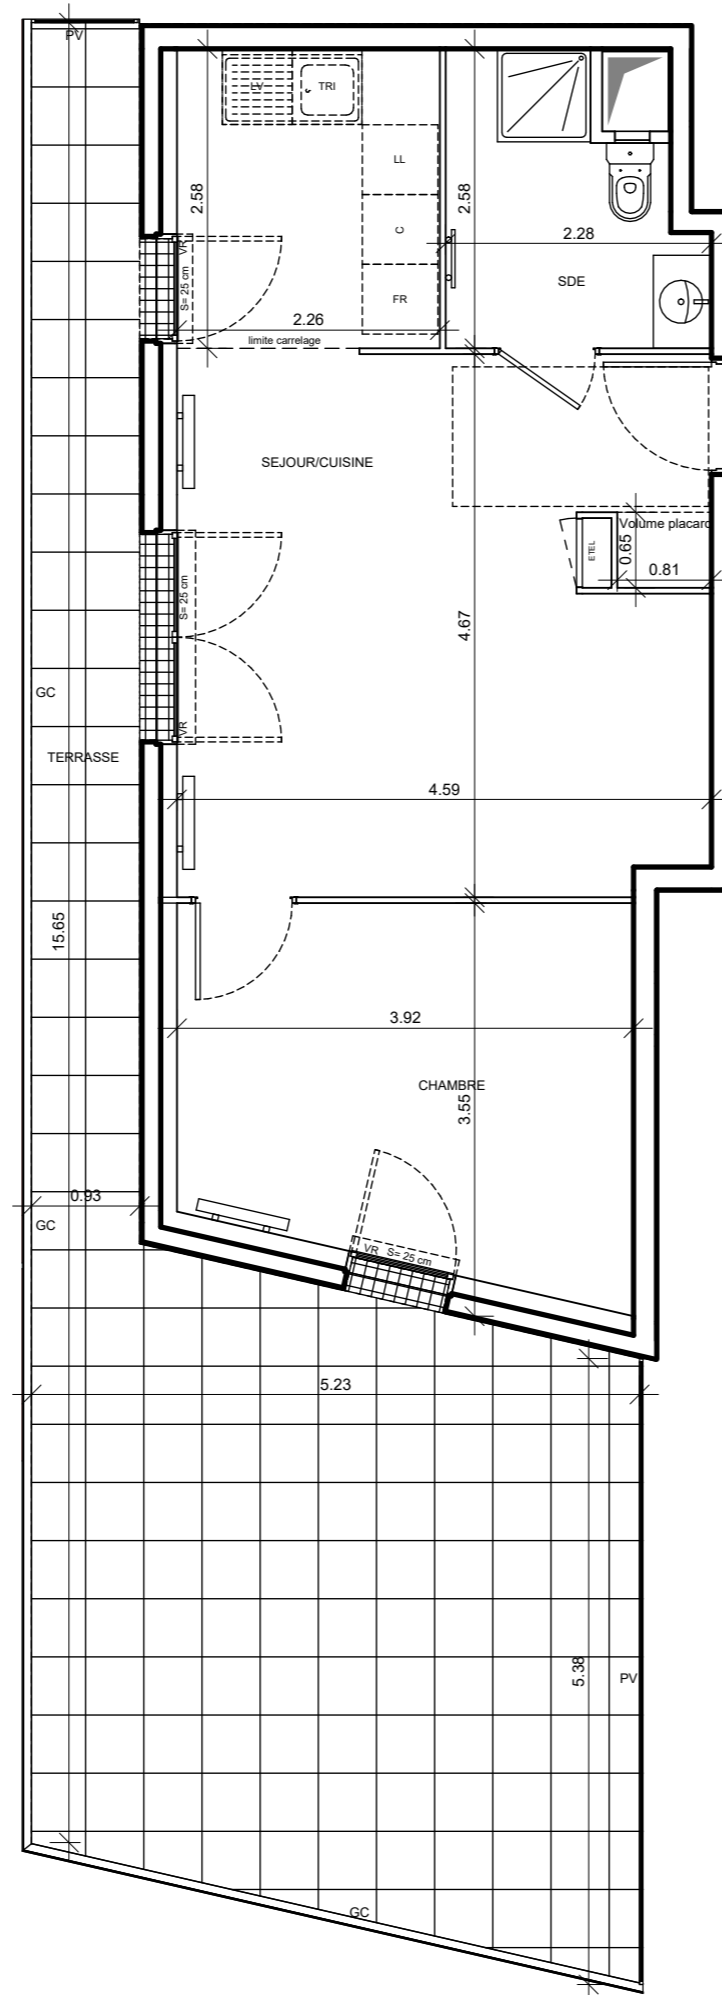 PV
LV
TRI
LL
2.58
2.58
C
2.28
VR
S= 25 cm
SDE
FR
2.26
limite carrelage
SEJOUR/CUISINE
Volume placard
ETEL
0.65
0.81
S= 25 cm
4.67
GC
VR
TERRASSE
4.59
15.65
3.92
CHAMBRE
3.55
0.93
GC
VR S= 25 cm
5.23
5.38
PV
GC